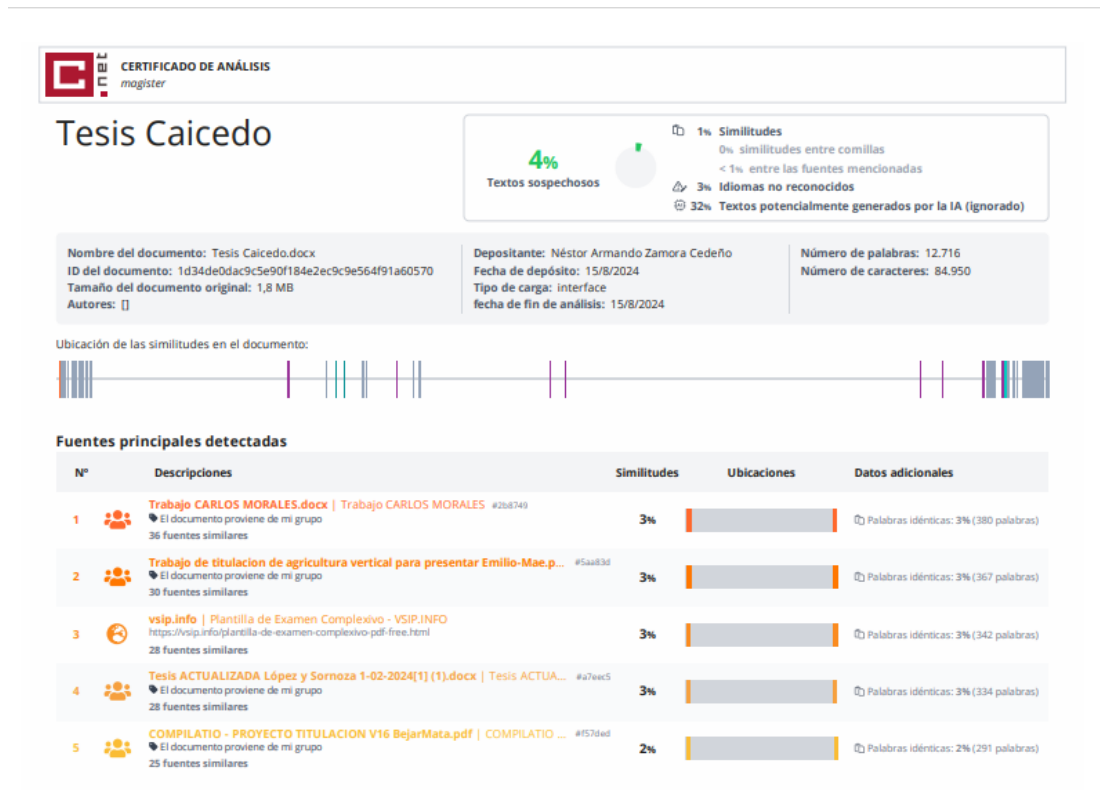 C
.net
CERTIFICADO DE ANÁLISIS
magister
Tesis Caicedo
4%
Textos sospechosos
1% Similitudes
0% similitudes entre comillas
< 1% entre las fuentes mencionadas
3% Idiomas no reconocidos
32% Textos potencialmente generados por la IA (ignorado)
Nombre del documento: Tesis Caicedo.docx
ID del documento: 1d34de0dac9c5e90f184e2ec9c9e564f91a60570
Tamaño del documento original: 1,8 MB
Autores: []
Depositante: Néstor Armando Zamora Cedeño
Fecha de depósito: 15/8/2024
Tipo de carga: interface
fecha de fin de análisis: 15/8/2024
Número de palabras: 12.716
Número de caracteres: 84.950
Ubicación de las similitudes en el documento:
Fuentes principales detectadas
Nº Descripciones Similitudes Ubicaciones Datos adicionales
1 Trabajo CARLOS MORALES.docx | Trabajo CARLOS MORALES #2b8749
El documento proviene de mi grupo
36 fuentes similares
3% Palabras idénticas: 3% (380 palabras)
2 Trabajo de titulacion de agricultura vertical para presentar Emilio-Mae.p... #5aa83d
El documento proviene de mi grupo
30 fuentes similares
3% Palabras idénticas: 3% (367 palabras)
3 vsip.info | Plantilla de Examen Complexivo - VSIP.INFO
https://vsip.info/plantilla-de-examen-complexivo-pdf-free.html
28 fuentes similares
3% Palabras idénticas: 3% (342 palabras)
4 Tesis ACTUALIZADA López y Sornoza 1-02-2024[1] (1).docx | Tesis ACTUA... #a7eec5
El documento proviene de mi grupo
28 fuentes similares
3% Palabras idénticas: 3% (334 palabras)
5 COMPILATIO - PROYECTO TITULACION V16 BejarMata.pdf | COMPILATIO ... #f57ded
El documento proviene de mi grupo
25 fuentes similares
2% Palabras idénticas: 2% (291 palabras)